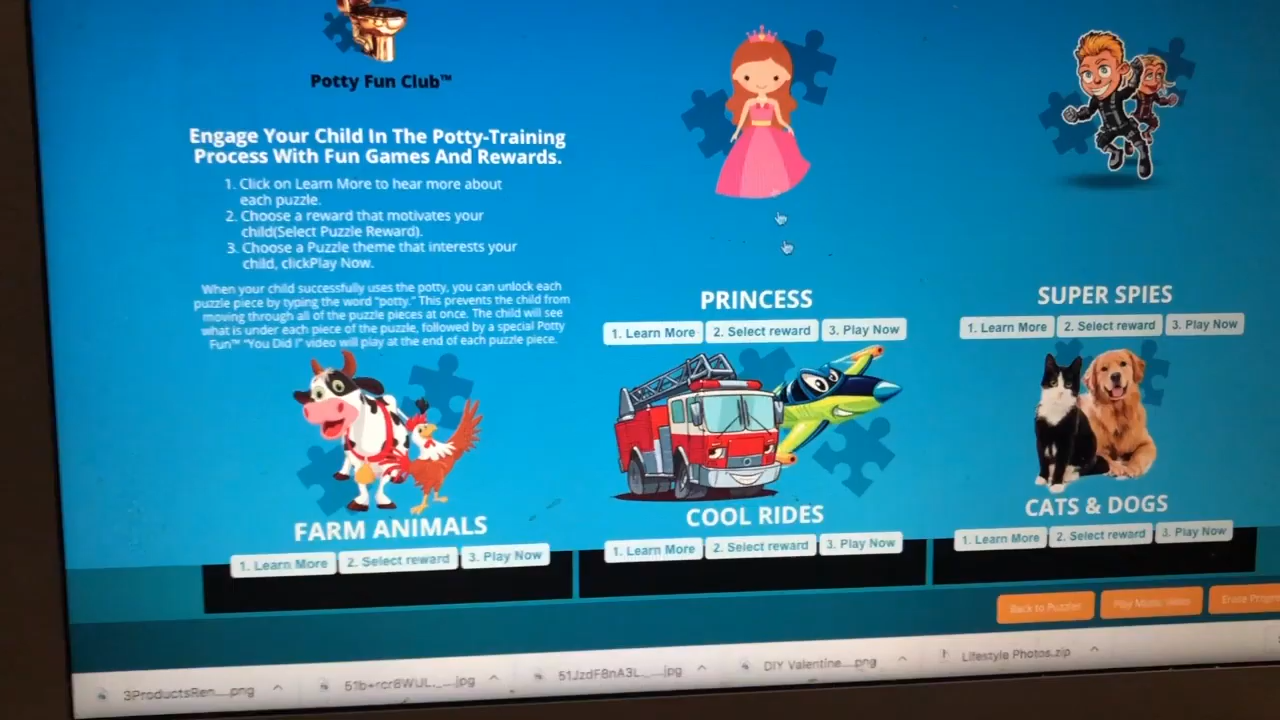 Potty Fun Club™
Engage Your Child In The Potty-Training
Process With Fun Games And Rewards.
1. Click on Learn More to hear more about
each puzzle.
2. Choose a reward that motivates your
child(Select Puzzle Reward).
3. Choose a Puzzle theme that interests your
child, clickPlay Now.
When your child successfully uses the potty, you can unlock each
puzzle piece by typing the word "potty." This prevents the child from
moving through all of the puzzle pieces at once. The child will see
what is under each piece of the puzzle, followed by a special Potty
Fun™ "You Did I" video will play at the end of each puzzle piece.
PRINCESS
1. Learn More 2. Select reward 3. Play Now
SUPER SPIES
1. Learn More 2. Select reward 3. Play Now
FARM ANIMALS
1. Learn More 2. Select reward 3. Play Now
COOL RIDES
1. Learn More 2. Select reward 3. Play Now
CATS & DOGS
1. Learn More 2. Select reward 3. Play Now
Back to Puzzles Play Music Video Erase
3ProductsRen....png 51b+rcr8WUL._....jpg 51JzdF8nA3L._....jpg DIY Valentine....png Lifestyle Photos.zip